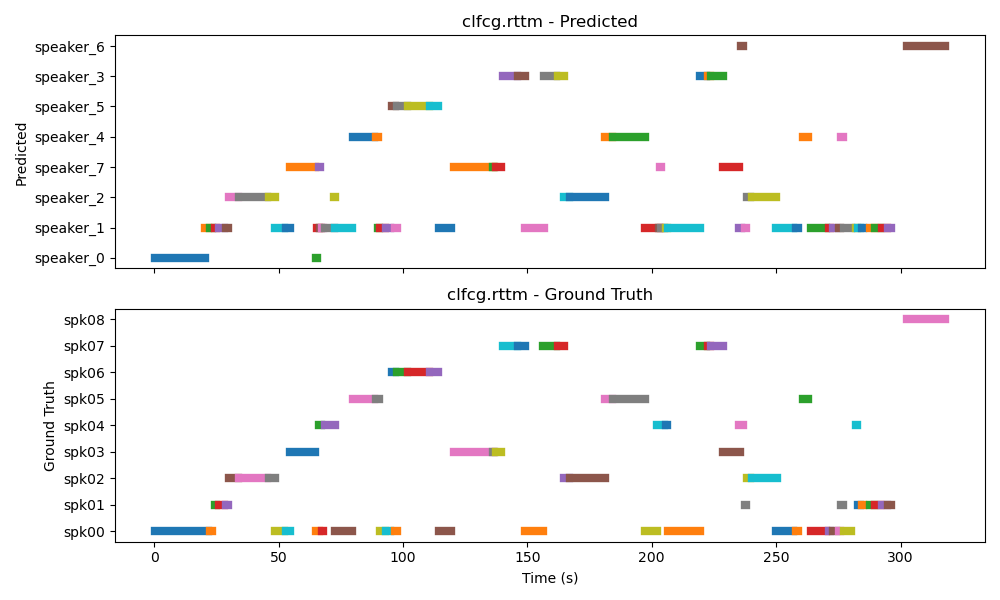 clfcg.rttm - Predicted
Predicted
speaker_6
speaker_3
speaker_5
speaker_4
speaker_7
speaker_2
speaker_1
speaker_0
clfcg.rttm - Ground Truth
Ground Truth
spk08
spk07
spk06
spk05
spk04
spk03
spk02
spk01
spk00
0 50 100 150 200 250 300
Time (s)